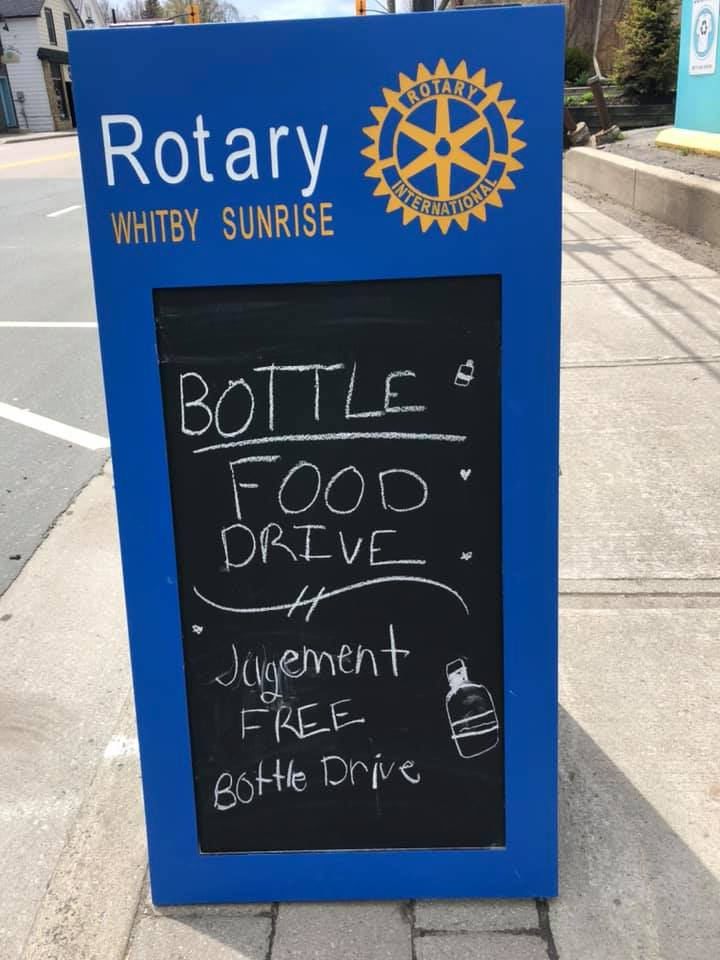 Rotary
WHITBY SUNRISE
ROTARY
INTERNATIONAL
BOTTLE
FOOD
DRIVE
Jugement
FREE
Bottle Drive